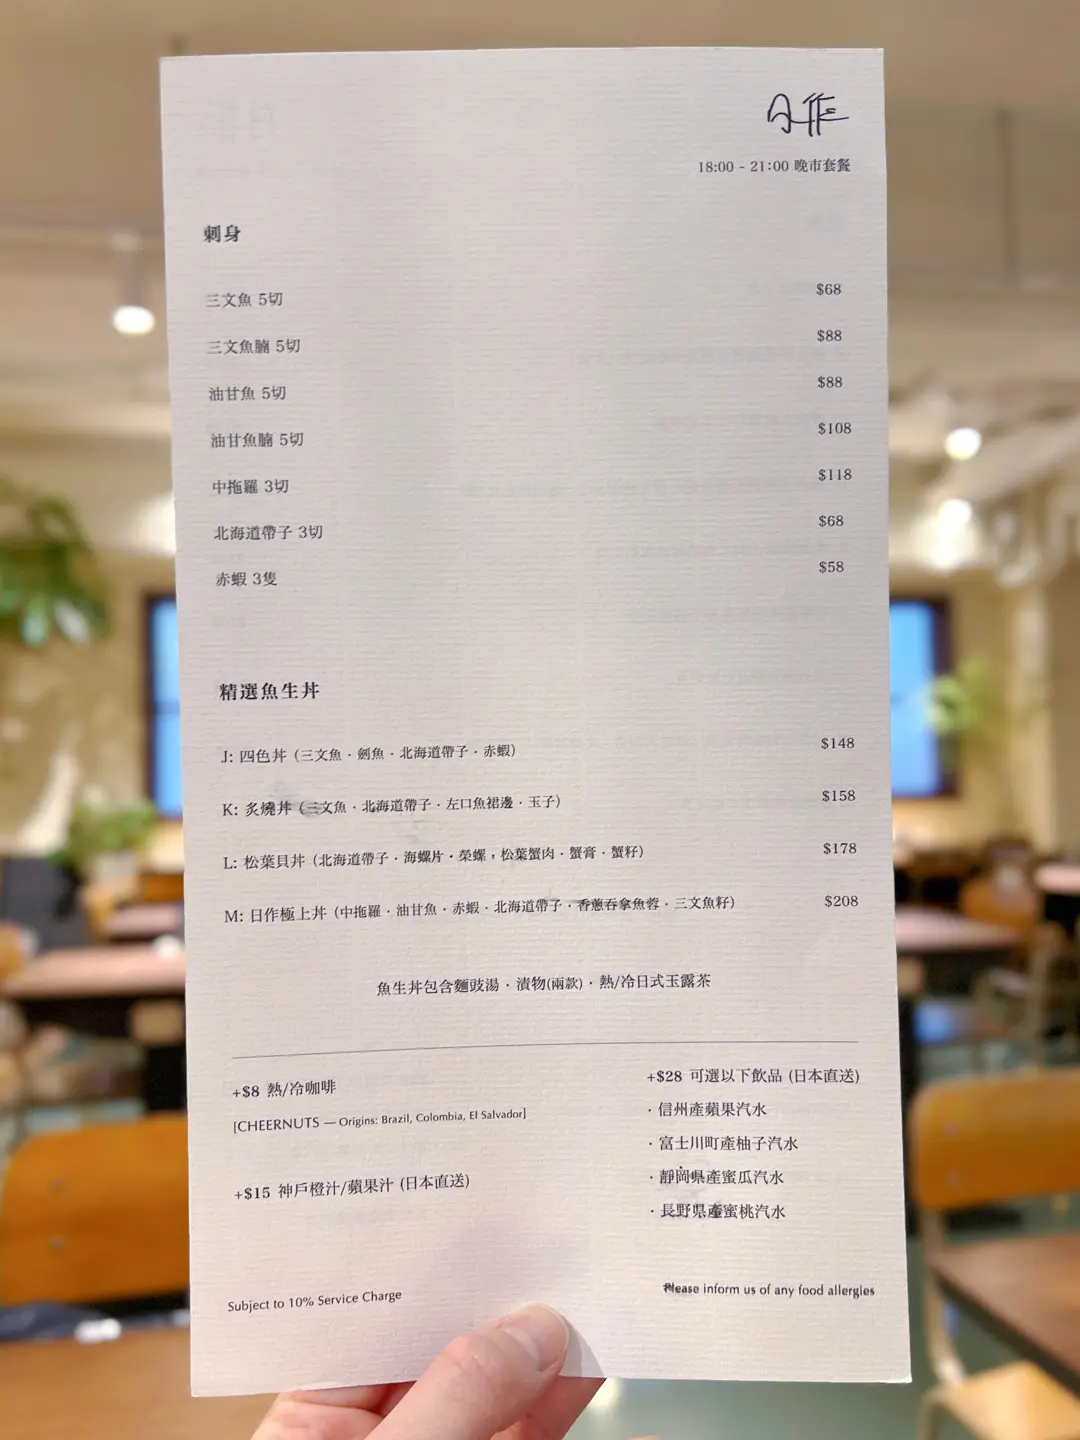 日作
18:00 - 21:00 晚市套餐
刺身
三文魚 5切 $68
三文魚腩 5切 $88
油甘魚 5切 $88
油甘魚腩 5切 $108
中拖羅 3切 $118
北海道帶子 3切 $68
赤蝦 3隻 $58
精選魚生丼
J: 四色丼 (三文魚 · 劍魚 · 北海道帶子 · 赤蝦) $148
K: 炙燒丼 (三文魚 · 北海道帶子 · 左口魚裙邊 · 玉子) $158
L: 松葉貝丼 (北海道帶子 · 海螺片 · 榮螺，松葉蟹肉 · 蟹膏 · 蟹籽) $178
M: 日作極上丼 (中拖羅 · 油甘魚 · 赤蝦 · 北海道帶子 · 香蔥吞拿魚蓉 · 三文魚籽) $208
魚生丼包含麵豉湯 · 漬物(兩款) · 熱/冷日式玉露茶
+$8 熱/冷咖啡
[CHEERNUTS — Origins: Brazil, Colombia, El Salvador]
+$15 神戶橙汁/蘋果汁 (日本直送)
+$28 可選以下飲品 (日本直送)
· 信州產蘋果汽水
· 富士川町產柚子汽水
· 靜岡県產蜜瓜汽水
· 長野県產蜜桃汽水
Subject to 10% Service Charge
Please inform us of any food allergies